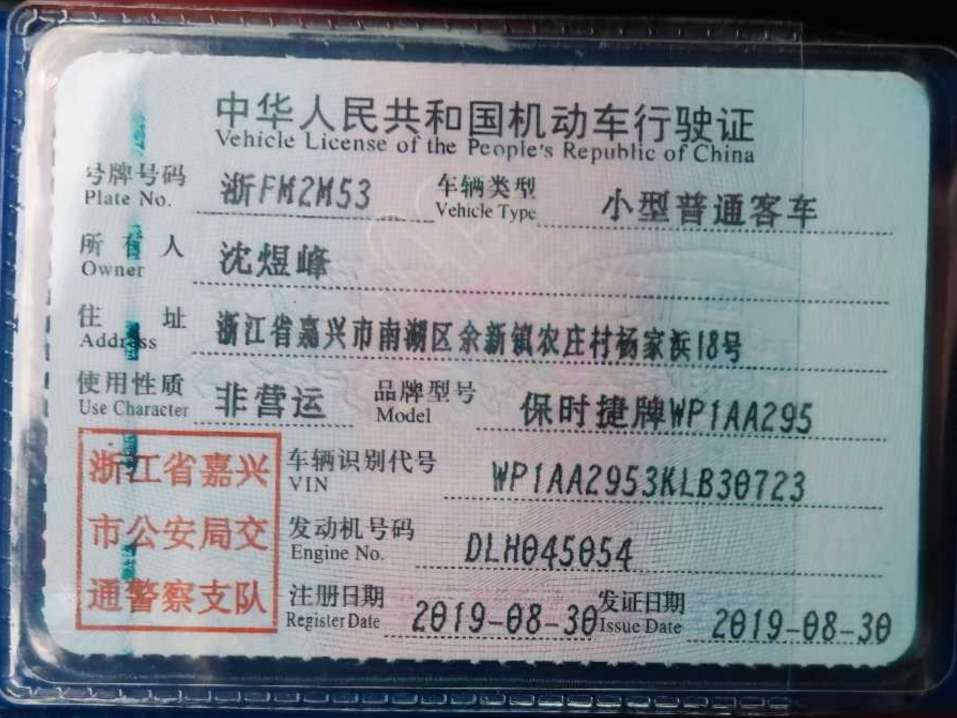 中华人民共和国机动车行驶证
Vehicle License of the People's Republic of China
号牌号码 浙FM2M53 车辆类型 小型普通客车
Plate No. Vehicle Type
所有人 沈煜峰
Owner
住址 浙江省嘉兴市南湖区余新镇农庄村杨家浜18号
Address
使用性质 非营运 品牌型号 保时捷牌WP1AA295
Use Character Model
浙江省嘉兴
市公安局交
通警察支队
车辆识别代号 WP1AA2953KLB30723
VIN
发动机号码 DLH045054
Engine No.
注册日期 2019-08-30 发证日期 2019-08-30
Register Date Issue Date